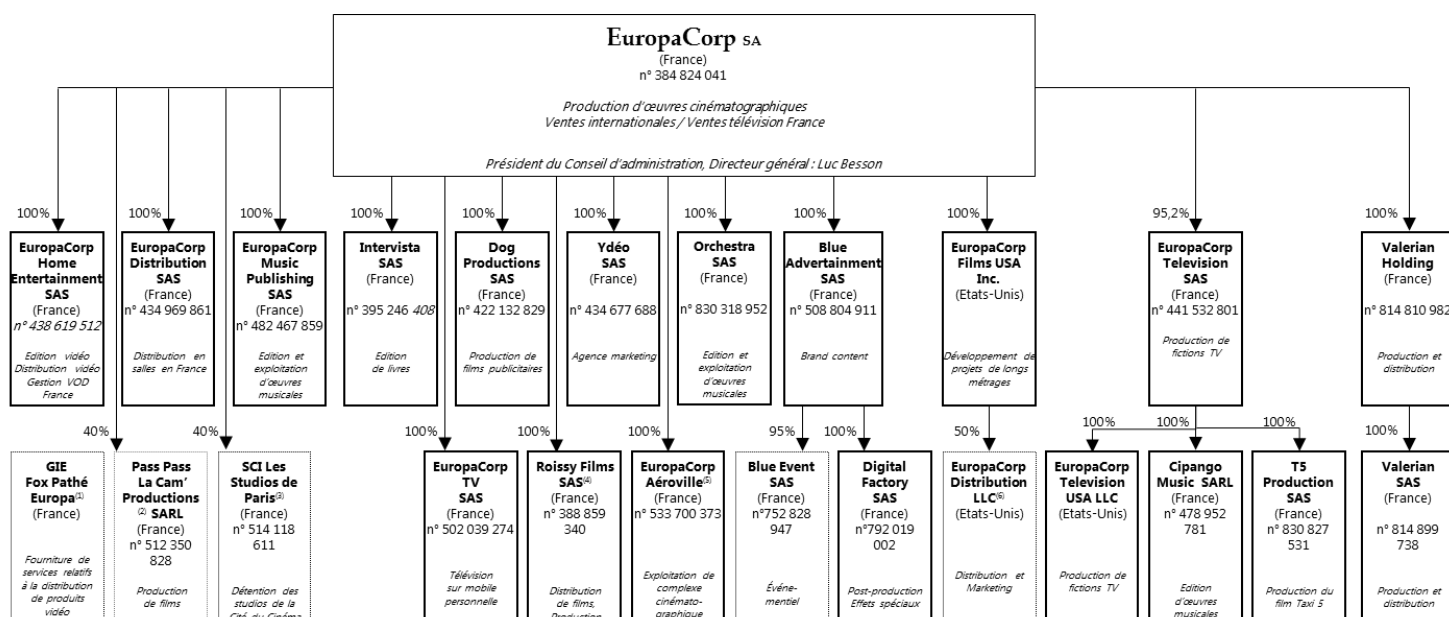 EuropaCorp SA
(France)
n° 384 824 041
Production d'œuvres cinématographiques
Ventes internationales / Ventes télévision France
Président du Conseil d'administration, Directeur général : Luc Besson
100%
EuropaCorp
Home
Entertainment
SAS
(France)
n° 438 619 512
Edition vidéo
Distribution vidéo
Gestion VOD
France
100%
EuropaCorp
Distribution
SAS
(France)
n° 434 969 861
Distribution en
salles en France
100%
EuropaCorp
Music
Publishing
SAS
(France)
n° 482 467 859
Edition et
exploitation
d'œuvres
musicales
100%
Intervista
SAS
(France)
n° 395 246 408
Edition
de livres
100%
Dog
Productions
SAS
(France)
n° 422 132 829
Production de
films publicitaires
100%
Ydéo
SAS
(France)
n° 434 677 688
Agence marketing
100%
Orchestra
SAS
(France)
n° 830 318 952
Edition et
exploitation
d'œuvres
musicales
100%
Blue
Advertainment
SAS
(France)
n° 508 804 911
Brand content
100%
EuropaCorp
Films USA
Inc.
(Etats-Unis)
Développement de
projets de longs
métrages
95,2%
EuropaCorp
Television
SAS
(France)
n° 441 532 801
Production de
fictions TV
100%
Valerian
Holding
(France)
n° 814 810 982
Production et
distribution
GIE
Fox Pathé
Europa(1)
(France)
Fourniture de
services relatifs
à la distribution
de produits
vidéo
40%
Pass Pass
La Cam'
Productions
(2) SARL
(France)
n° 512 350
828
Production
de films
40%
SCI Les
Studios de
Paris(3)
(France)
n° 514 118
611
Détention des
studios de la
Cité du Cinéma
100%
EuropaCorp
TV
SAS
(France)
n° 502 039 274
Télévision
sur mobile
personnelle
100%
Roissy Films
SAS(4)
(France)
n° 388 859
340
Distribution
de films,
Production
100%
EuropaCorp
Aéroville(5)
(France)
n° 533 700 373
Exploitation de
complexe
cinémato-
graphique
95%
Blue Event
SAS
(France)
n°752 828
947
Événe-
mentiel
100%
Digital
Factory
SAS
(France)
n°792 019
002
Post-production
Effets spéciaux
50%
EuropaCorp
Distribution
LLC(6)
(Etats-Unis)
Distribution et
Marketing
100%
EuropaCorp
Television
USA LLC
(Etats-Unis)
Production de
fictions TV
100%
Cipango
Music SARL
(France)
n° 478 952
781
Edition
d'œuvres
musicales
100%
T5
Production
SAS
(France)
n° 830 827
531
Production du
film Taxi 5
100%
Valerian
SAS
(France)
n° 814 899
738
Production et
distribution